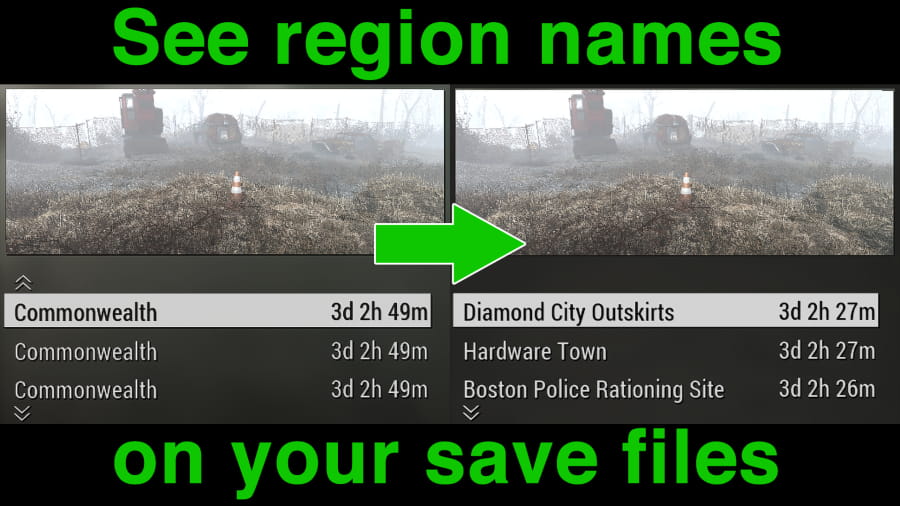 See region names
Commonwealth 3d 2h 49m
Commonwealth 3d 2h 49m
Commonwealth 3d 2h 49m
Diamond City Outskirts 3d 2h 27m
Hardware Town 3d 2h 27m
Boston Police Rationing Site 3d 2h 26m
on your save files